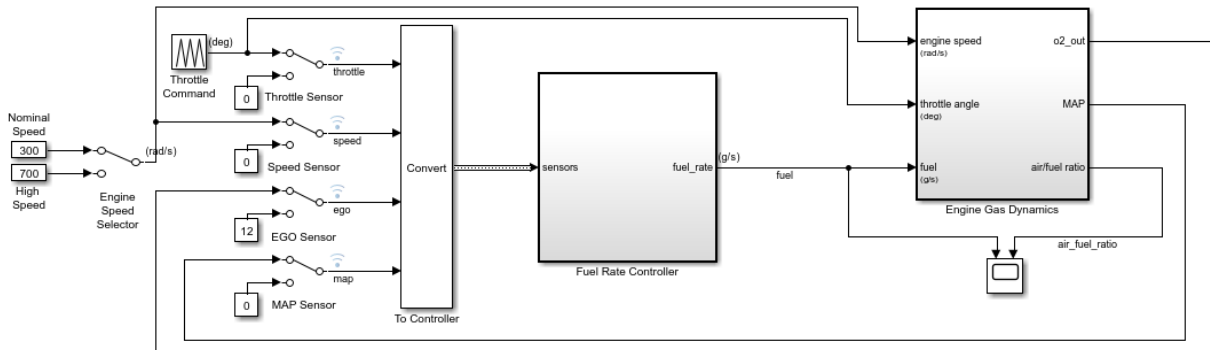 (deg)
Throttle
Command
throttle
0
Throttle Sensor
Nominal
Speed
300
700
High
Speed
(rad/s)
Engine
Speed
Selector
speed
0
Speed Sensor
ego
12
EGO Sensor
map
0
MAP Sensor
Convert
To Controller
sensors
fuel_rate
Fuel Rate Controller
(g/s)
fuel
engine speed
(rad/s)
throttle angle
(deg)
fuel
(g/s)
o2_out
MAP
air/fuel ratio
Engine Gas Dynamics
air_fuel_ratio